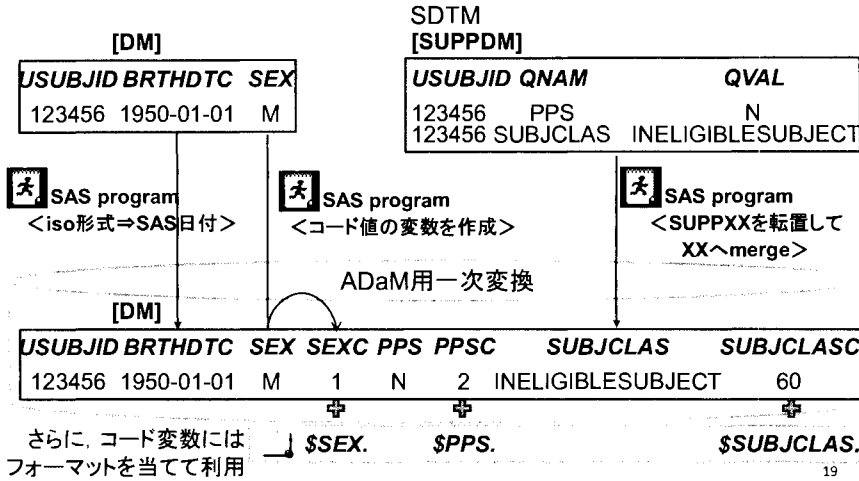 SDTM
[DM]
[SUPPDM]
USUBJID BRTHDTC SEX
123456 1950-01-01 M
USUBJID QNAM QVAL
123456 PPS N
123456 SUBJCLAS INELIGIBLESUBJECT
SAS program
<iso形式⇒SAS日付>
SAS program
<コード値の変数を作成>
SAS program
<SUPPXXを転置して
XXへmerge>
ADaM用一次変換
[DM]
USUBJID BRTHDTC SEX SEXC PPS PPSC SUBJCLAS SUBJCLASC
123456 1950-01-01 M 1 N 2 INELIGIBLESUBJECT 60
さらに, コード変数には
フォーマットを当てて利用
$SEX. $PPS. $SUBJCLAS.
19